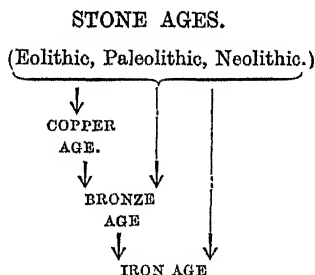 STONE AGES.
(Eolithic, Paleolithic, Neolithic.)
COPPER
AGE.
BRONZE
AGE
IRON AGE